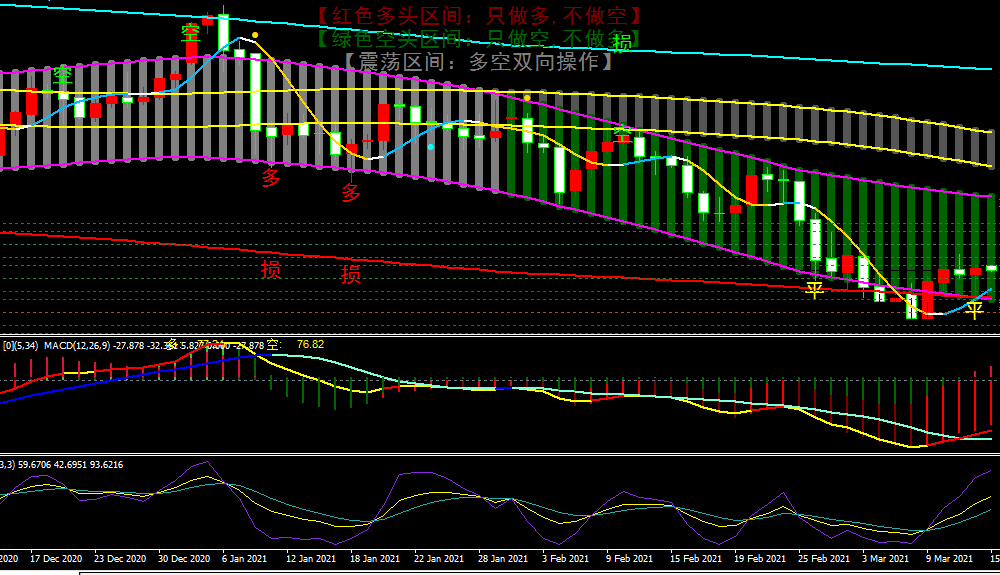 【红色多头区间：只做多,不做空】
【绿色空头区间：只做空,不做多】
【震荡区间：多空双向操作】
空
空
损
空
多
多
损
损
平
平
[0](5,34) MACD(12,26,9) -27.878 -32.3
空: 76.82
3,3) 59.6706 42.6951 93.6216
2020 17 Dec 2020 23 Dec 2020 30 Dec 2020 6 Jan 2021 12 Jan 2021 18 Jan 2021 22 Jan 2021 28 Jan 2021 3 Feb 2021 9 Feb 2021 15 Feb 2021 19 Feb 2021 25 Feb 2021 3 Mar 2021 9 Mar 2021 15